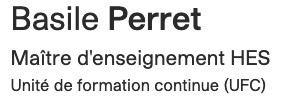 Basile Perret
Maître d'enseignement HES
Unité de formation continue (UFC)